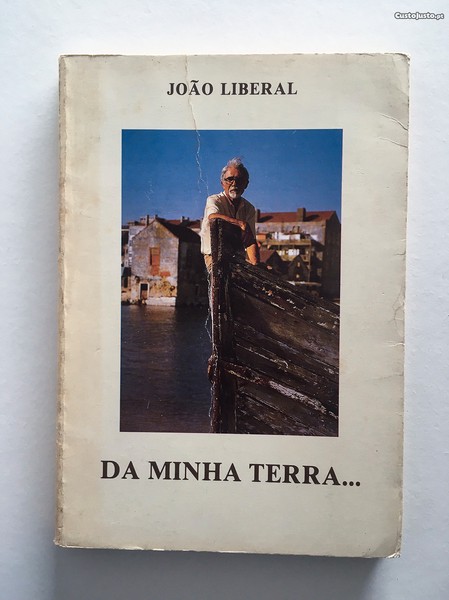 CustoJusto.pt
JOÃO LIBERAL
DA MINHA TERRA...